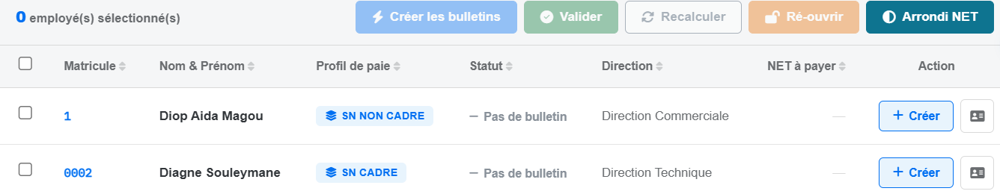 0 employé(s) sélectionné(s) Créer les bulletins Valider Recalculer Ré-ouvrir Arrondi NET
Matricule Nom & Prénom Profil de paie Statut Direction NET à payer Action
1 Diop Aida Magou SN NON CADRE – Pas de bulletin Direction Commerciale — + Créer
0002 Diagne Souleymane SN CADRE – Pas de bulletin Direction Technique — + Créer